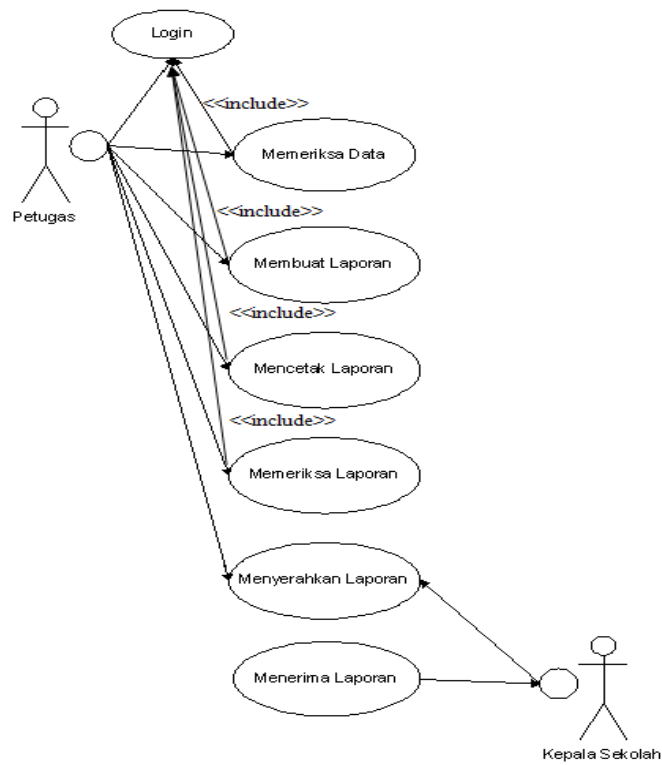 Login
<<include>>
Memeriksa Data
Petugas
<<include>>
Membuat Laporan
<<include>>
Mencetak Laporan
<<include>>
Memeriksa Laporan
Menyerahkan Laporan
Menerima Laporan
Kepala Sekolah